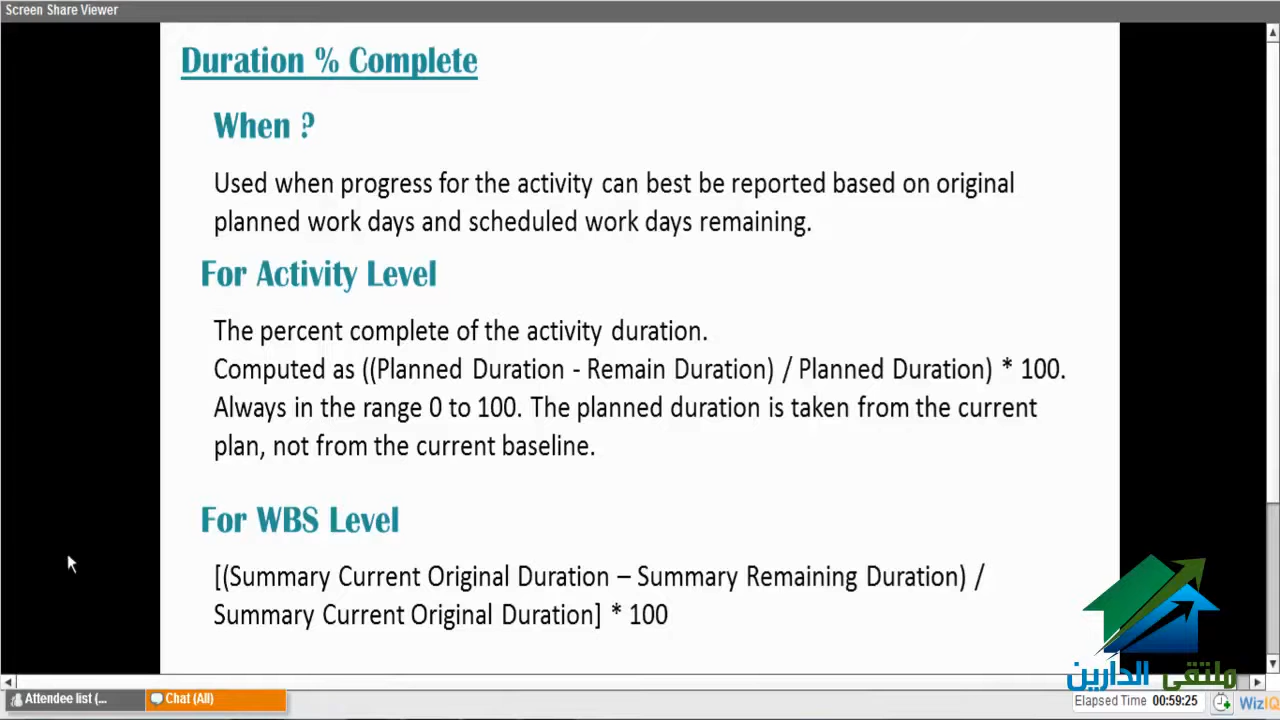 Screen Share Viewer
Duration % Complete
When ?
Used when progress for the activity can best be reported based on original
planned work days and scheduled work days remaining.
For Activity Level
The percent complete of the activity duration.
Computed as ((Planned Duration - Remain Duration) / Planned Duration) * 100.
Always in the range 0 to 100. The planned duration is taken from the current
plan, not from the current baseline.
For WBS Level
[(Summary Current Original Duration – Summary Remaining Duration) /
Summary Current Original Duration] * 100
ملتقى الدارين
Attendee list (...
Chat (All)
Elapsed Time 00:59:25
WizIQ